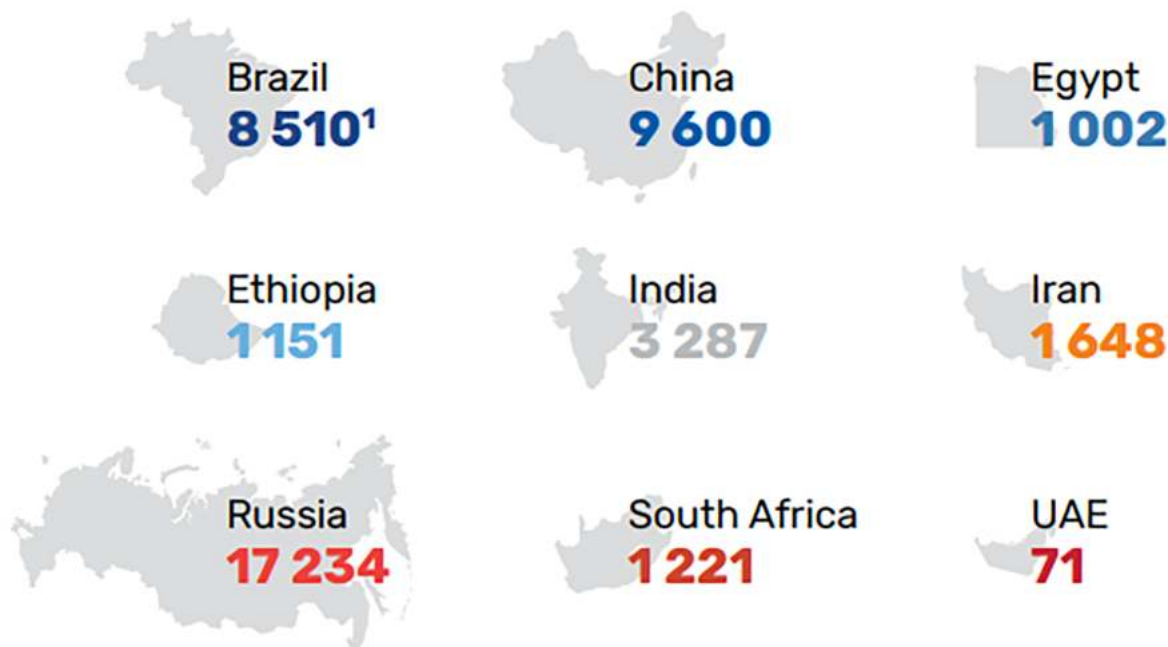 Brazil
8 510¹
China
9 600
Egypt
1 002
Ethiopia
1 151
India
3 287
Iran
1 648
Russia
17 234
South Africa
1 221
UAE
71